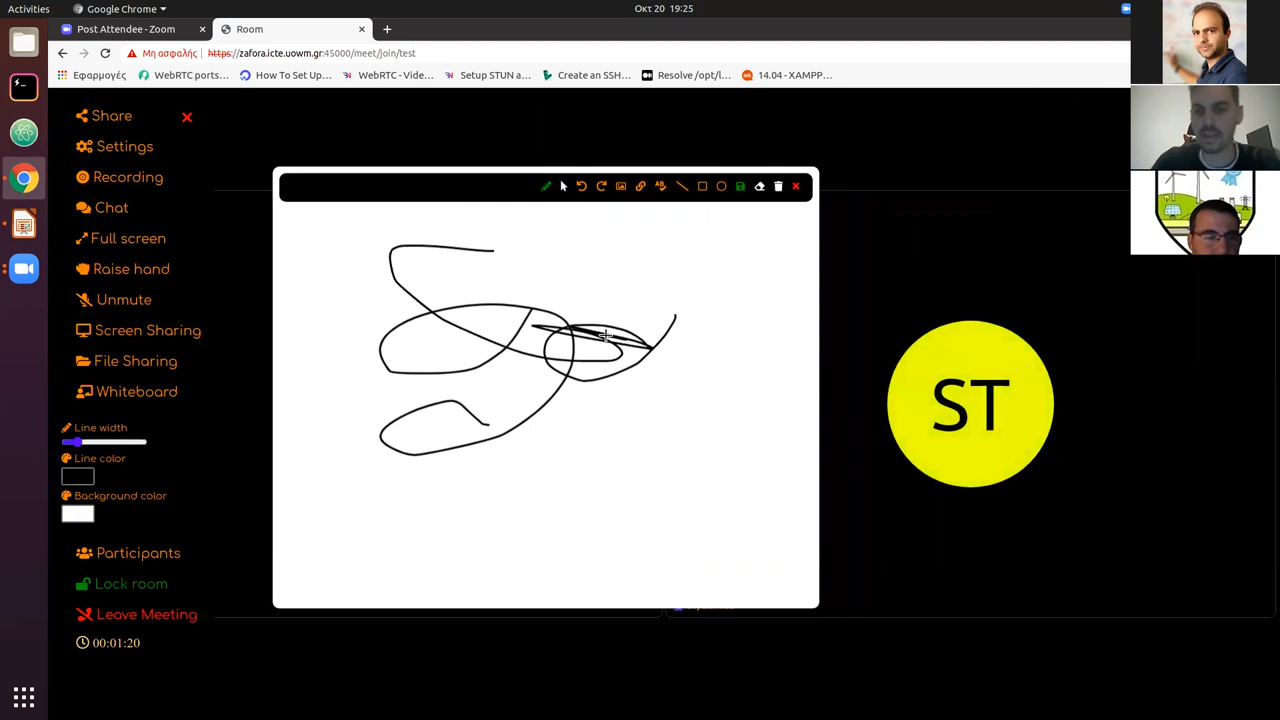 Activities
Google Chrome
Οκτ 20 19:25
Post Attendee - Zoom
Room
Μη ασφαλής
https://zafora.icte.uowm.gr:45000/meet/join/test
Εφαρμογές
WebRTC ports...
How To Set Up...
WebRTC - Vide...
Setup STUN a...
Create an SSH...
Resolve /opt/l...
14.04 - XAMPP...
Share
Settings
Recording
Chat
Full screen
Raise hand
Unmute
Screen Sharing
File Sharing
Whiteboard
Line width
Line color
Background color
Participants
Lock room
Leave Meeting
00:01:20
ST